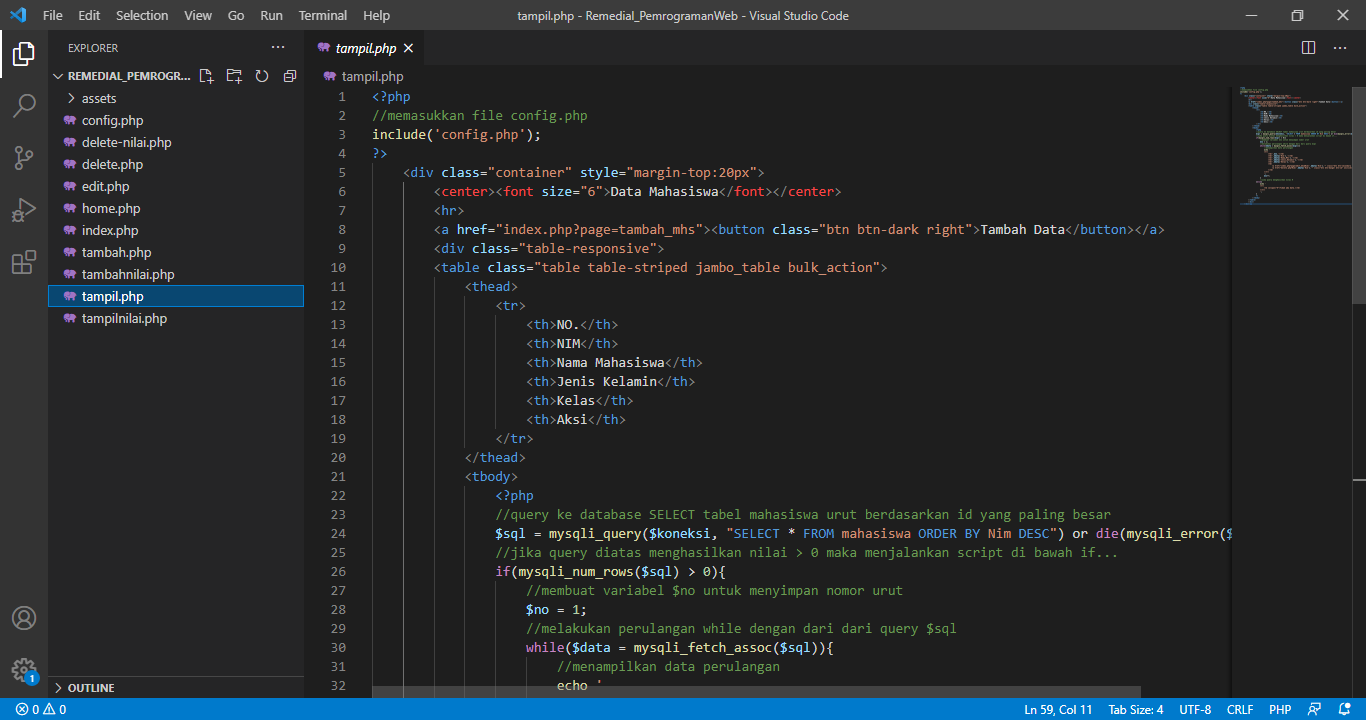 File Edit Selection View Go Run Terminal Help
tampil.php - Remedial_PemrogramanWeb - Visual Studio Code
EXPLORER
REMEDIAL_PEMROGR...
assets
config.php
delete-nilai.php
delete.php
edit.php
home.php
index.php
tambah.php
tambahnilai.php
tampil.php
tampilnilai.php
OUTLINE
1
tampil.php
tampil.php
1 <?php
2 //memasukkan file config.php
3 include('config.php');
4 ?>
5 <div class="container" style="margin-top:20px">
6 <center><font size="6">Data Mahasiswa</font></center>
7 <hr>
8 <a href="index.php?page=tambah_mhs"><button class="btn btn-dark right">Tambah Data</button></a>
9 <div class="table-responsive">
10 <table class="table table-striped jambo_table bulk_action">
11 <thead>
12 <tr>
13 <th>NO.</th>
14 <th>NIM</th>
15 <th>Nama Mahasiswa</th>
16 <th>Jenis Kelamin</th>
17 <th>Kelas</th>
18 <th>Aksi</th>
19 </tr>
20 </thead>
21 <tbody>
22 <?php
23 //query ke database SELECT tabel mahasiswa urut berdasarkan id yang paling besar
24 $sql = mysqli_query($koneksi, "SELECT * FROM mahasiswa ORDER BY Nim DESC") or die(mysqli_error($
25 //jika query diatas menghasilkan nilai > 0 maka menjalankan script di bawah if...
26 if(mysqli_num_rows($sql) > 0){
27 //membuat variabel $no untuk menyimpan nomor urut
28 $no = 1;
29 //melakukan perulangan while dengan dari dari query $sql
30 while($data = mysqli_fetch_assoc($sql)){
31 //menampilkan data perulangan
32 echo '
0 0
Ln 59, Col 11 Tab Size: 4 UTF-8 CRLF PHP